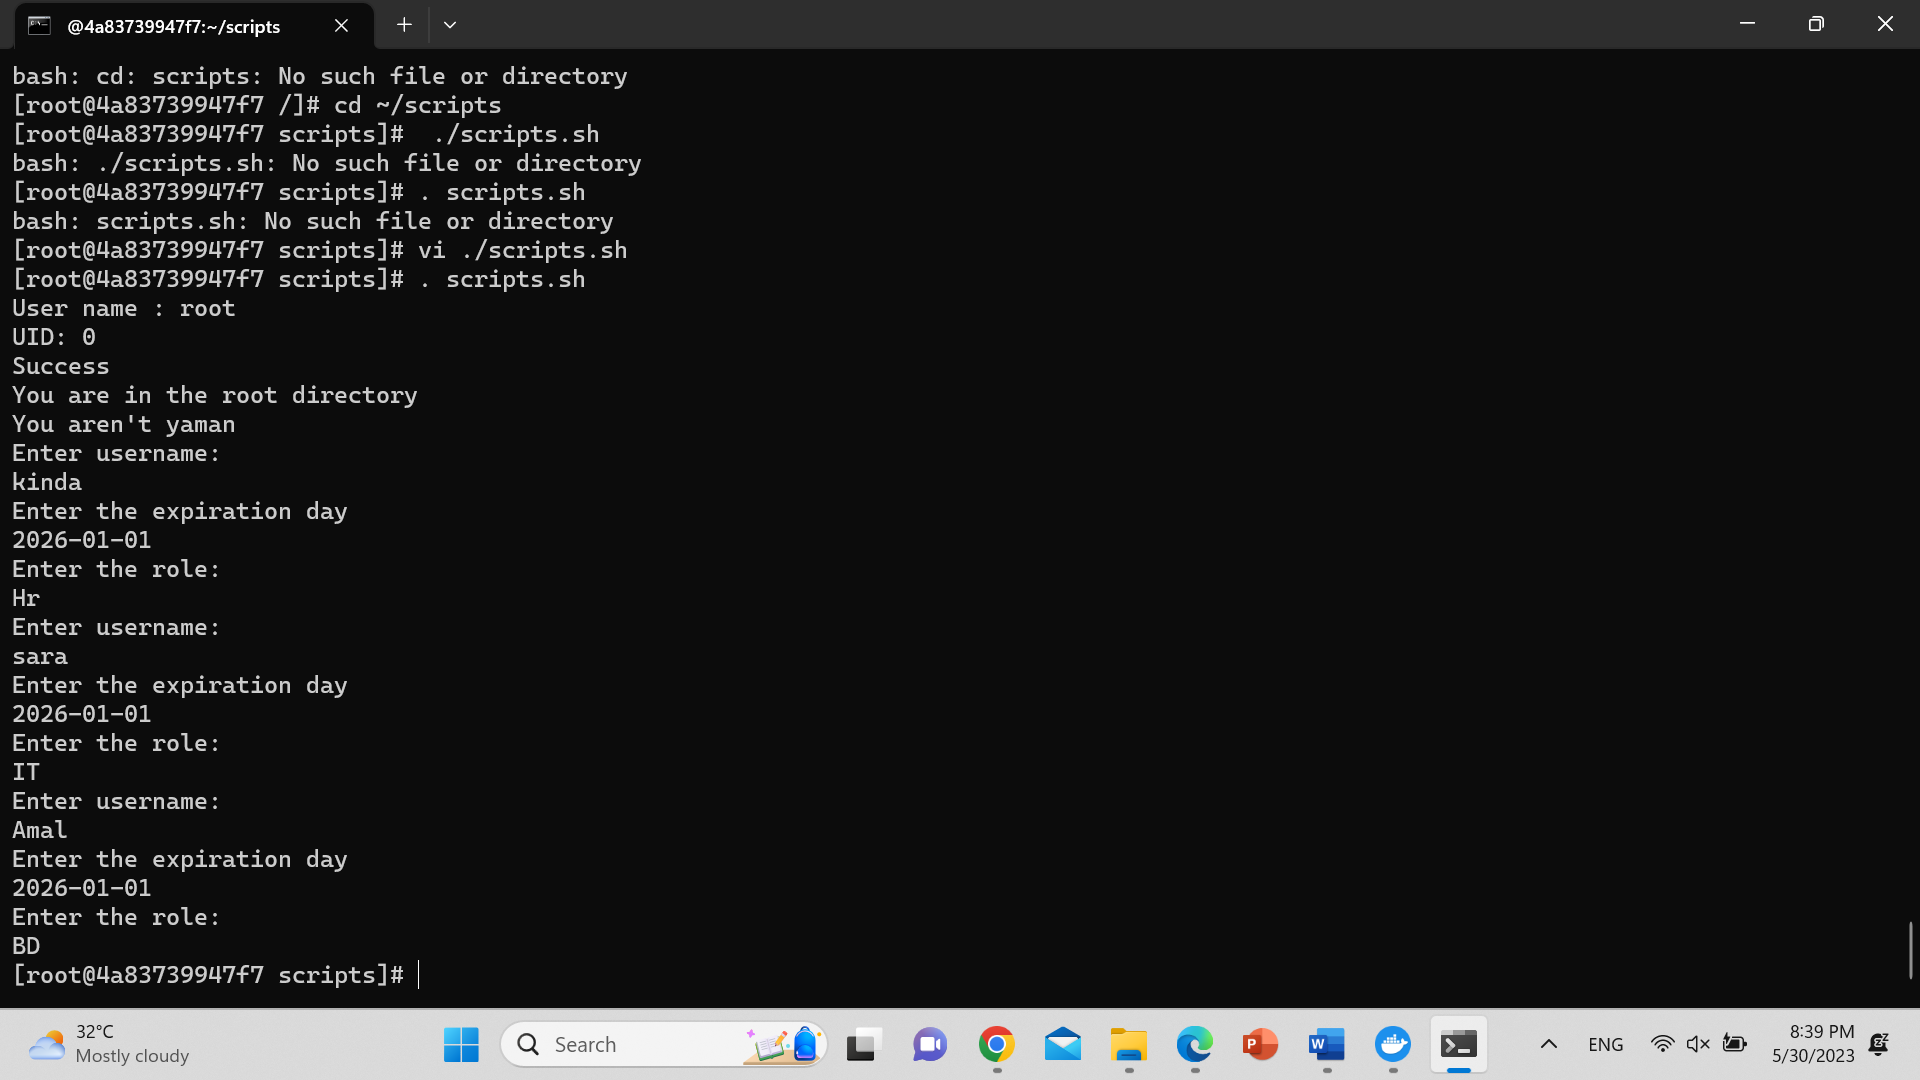 @4a83739947f7:~/scripts
bash: cd: scripts: No such file or directory
[root@4a83739947f7 /]# cd ~/scripts
[root@4a83739947f7 scripts]#  ./scripts.sh
bash: ./scripts.sh: No such file or directory
[root@4a83739947f7 scripts]# . scripts.sh
bash: scripts.sh: No such file or directory
[root@4a83739947f7 scripts]# vi ./scripts.sh
[root@4a83739947f7 scripts]# . scripts.sh
User name : root
UID: 0
Success
You are in the root directory
You aren't yaman
Enter username:
kinda
Enter the expiration day
2026-01-01
Enter the role:
Hr
Enter username:
sara
Enter the expiration day
2026-01-01
Enter the role:
IT
Enter username:
Amal
Enter the expiration day
2026-01-01
Enter the role:
BD
[root@4a83739947f7 scripts]#
32°C
Mostly cloudy
Search
P
W
ENG
8:39 PM
5/30/2023